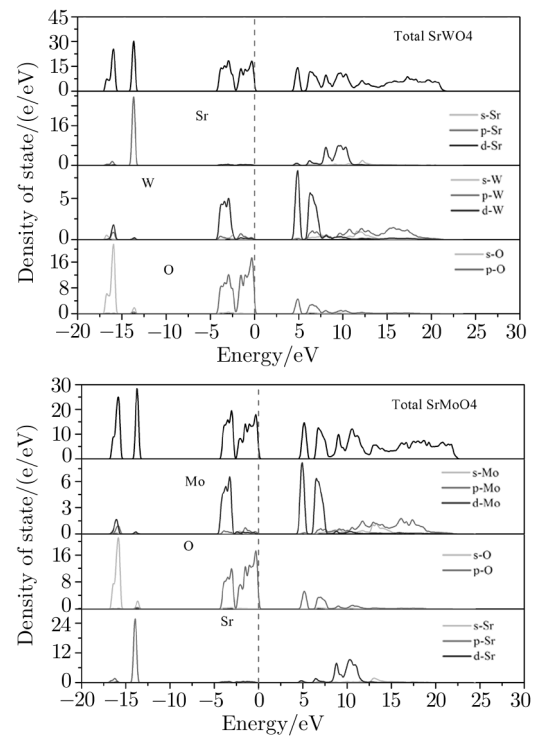 45
Total SrWO4
30
15
0
Sr
s-Sr
p-Sr
d-Sr
16
0
W
s-W
p-W
d-W
5
0
O
s-O
p-O
16
8
0
−20 −15 −10 −5 0 5 10 15 20 25 30
Energy/eV
Density of state/(e/eV)
30
Total SrMoO4
20
10
0
Mo
s-Mo
p-Mo
d-Mo
6
3
0
O
s-O
p-O
16
8
0
Sr
s-Sr
p-Sr
d-Sr
24
12
0
−20 −15 −10 −5 0 5 10 15 20 25 30
Energy/eV
Density of state/(e/eV)